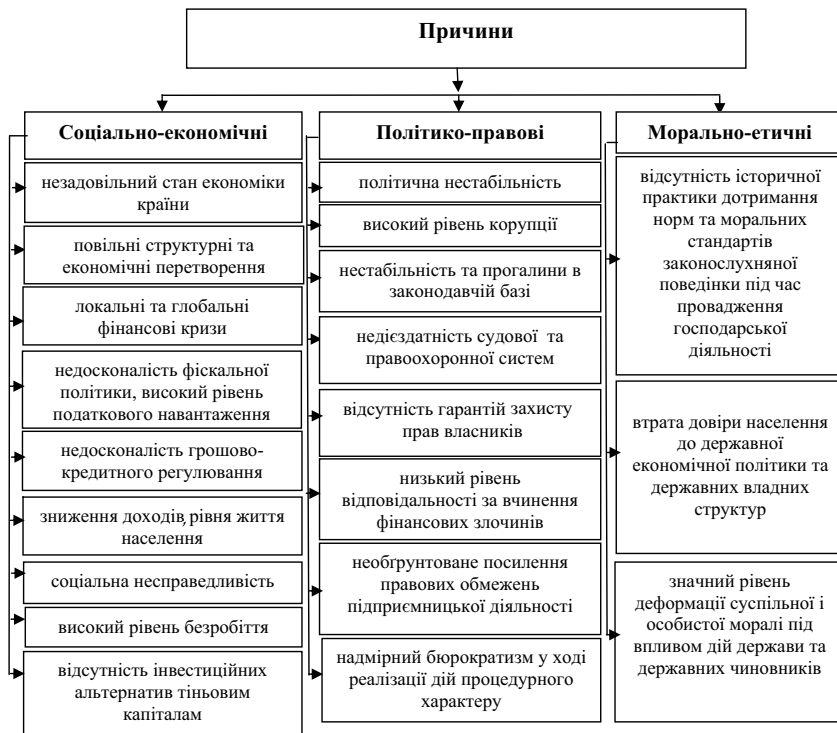 Причини
Соціально-економічні
незадовільний стан економіки
країни
повільні структурні та
економічні перетворення
локальні та глобальні
фінансові кризи
недосконалість фіскальної
політики, високий рівень
податкового навантаження
недосконалість грошово-
кредитного регулювання
зниження доходів, рівня життя
населення
соціальна несправедливість
високий рівень безробіття
відсутність інвестиційних
альтернатив тіньовим
капіталам
Політико-правові
політична нестабільність
високий рівень корупції
нестабільність та прогалини в
законодавчій базі
недієздатність судової та
правоохоронної систем
відсутність гарантій захисту
прав власників
низький рівень
відповідальності за вчинення
фінансових злочинів
необґрунтоване посилення
правових обмежень
підприємницької діяльності
надмірний бюрократизм у ході
реалізації дій процедурного
характеру
Морально-етичні
відсутність історичної
практики дотримання
норм та моральних
стандартів
законослухняної
поведінки під час
провадження
господарської
діяльності
втрата довіри населення
до державної
економічної політики та
державних владних
структур
значний рівень
деформації суспільної і
особистої моралі під
впливом дій держави та
державних чиновників